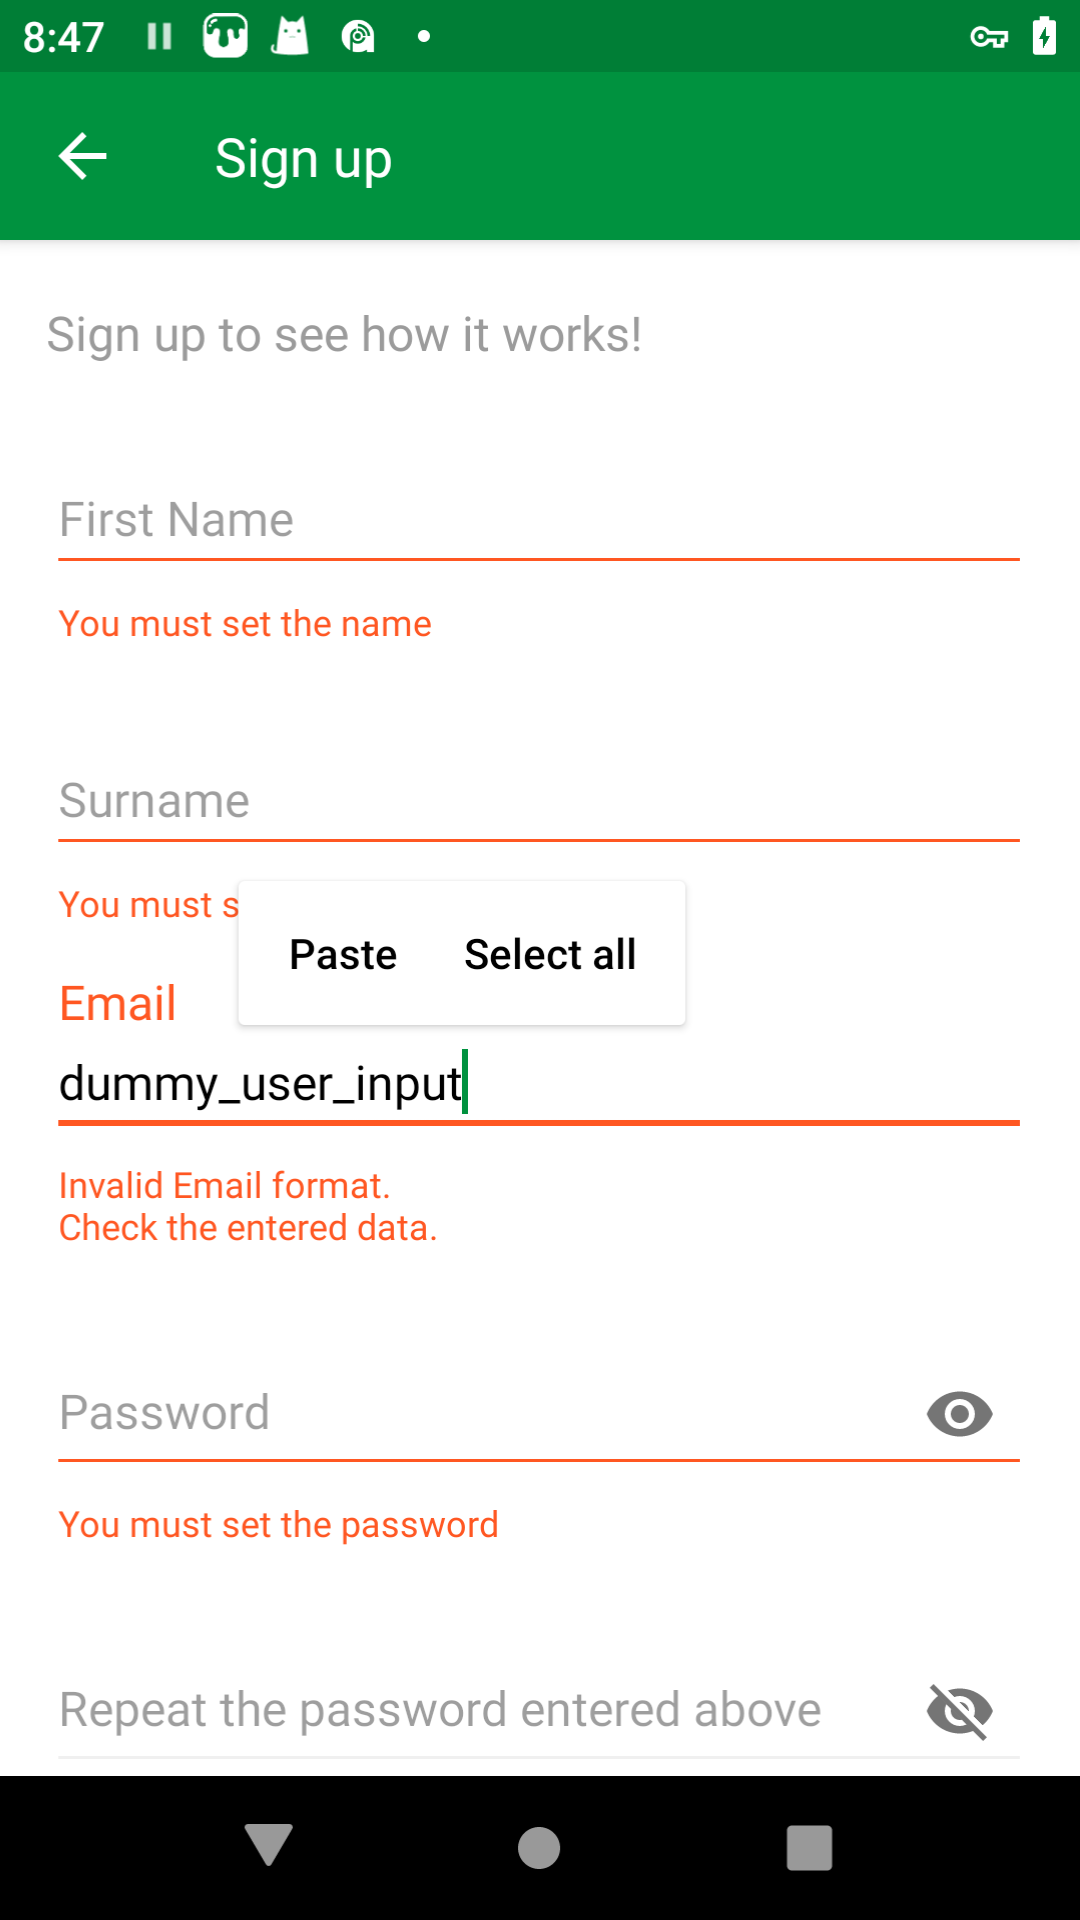 8:47
Sign up
Sign up to see how it works!
First Name
You must set the name
Surname
You must s
Paste Select all
Email
dummy_user_input
Invalid Email format.
Check the entered data.
Password
You must set the password
Repeat the password entered above